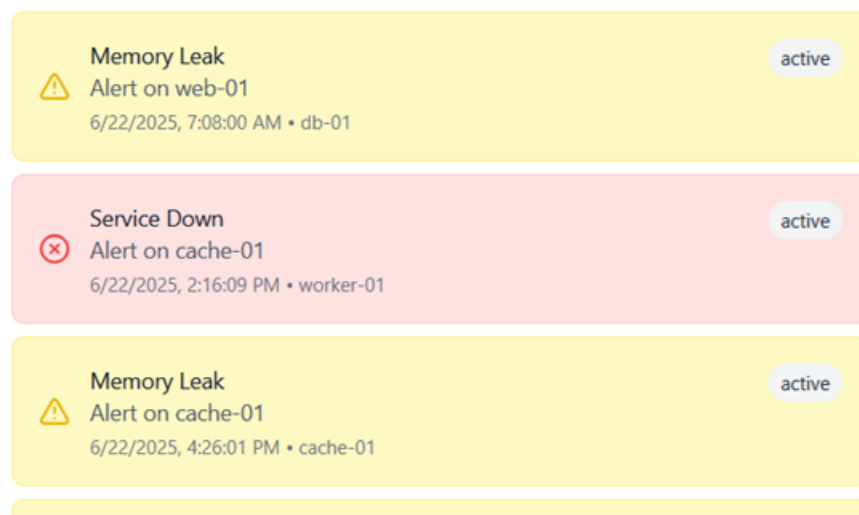 Memory Leak
active
Alert on web-01
6/22/2025, 7:08:00 AM • db-01
Service Down
active
Alert on cache-01
6/22/2025, 2:16:09 PM • worker-01
Memory Leak
active
Alert on cache-01
6/22/2025, 4:26:01 PM • cache-01